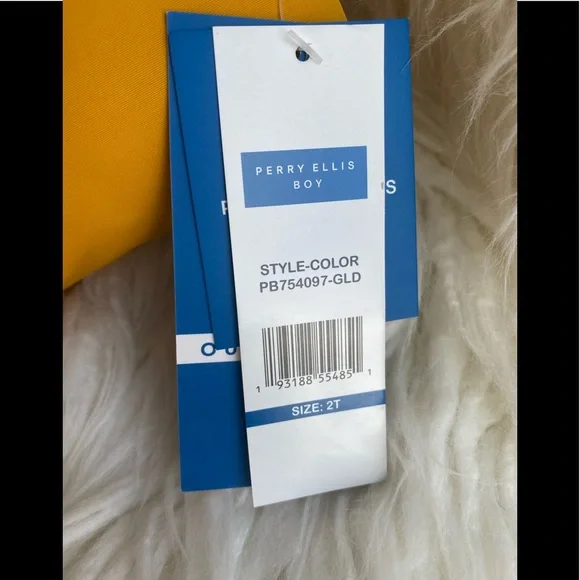 PERRY ELLIS
BOY
'S
STYLE-COLOR
PB754097-GLD
1 93188 55485 1
SIZE: 2T